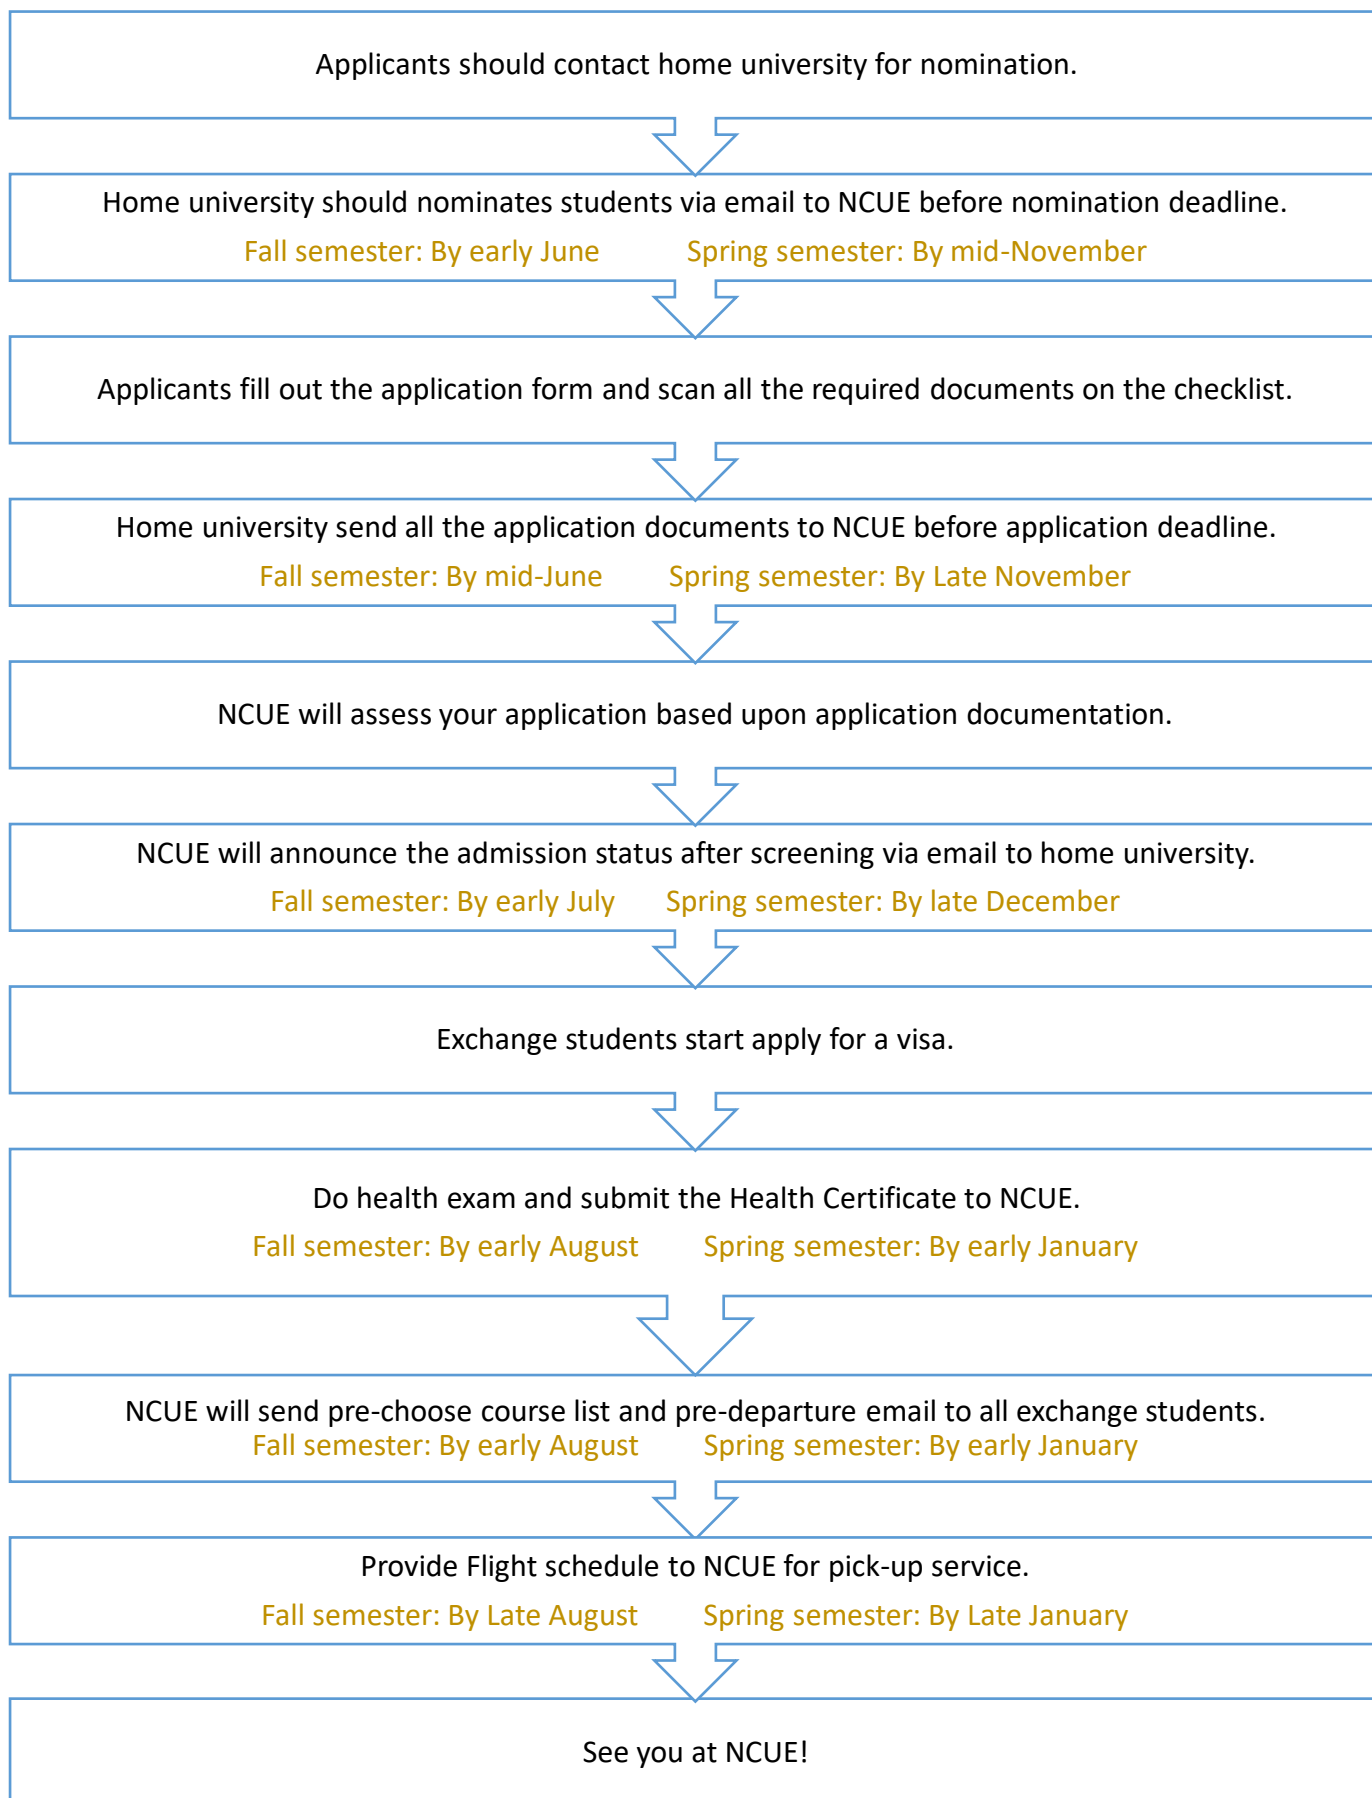 Applicants should contact home university for nomination.
Home university should nominates students via email to NCUE before nomination deadline.
Fall semester: By early June Spring semester: By mid-November
Applicants fill out the application form and scan all the required documents on the checklist.
Home university send all the application documents to NCUE before application deadline.
Fall semester: By mid-June Spring semester: By Late November
NCUE will assess your application based upon application documentation.
NCUE will announce the admission status after screening via email to home university.
Fall semester: By early July Spring semester: By late December
Exchange students start apply for a visa.
Do health exam and submit the Health Certificate to NCUE.
Fall semester: By early August Spring semester: By early January
NCUE will send pre-choose course list and pre-departure email to all exchange students.
Fall semester: By early August Spring semester: By early January
Provide Flight schedule to NCUE for pick-up service.
Fall semester: By Late August Spring semester: By Late January
See you at NCUE!